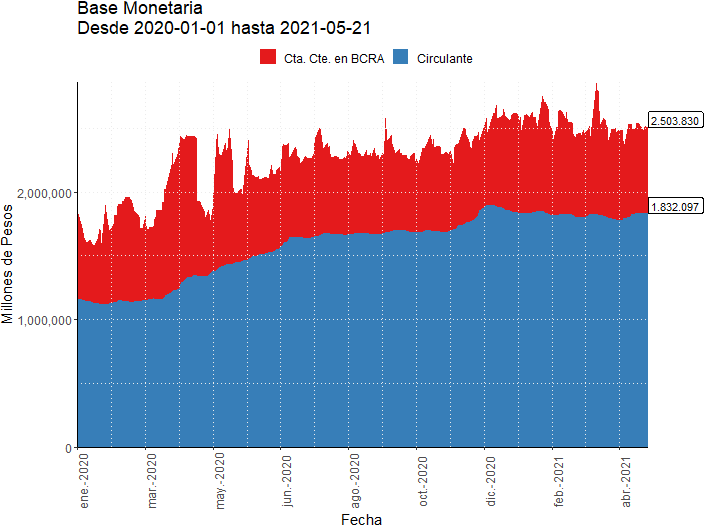 Base Monetaria
Desde 2020-01-01 hasta 2021-05-21
Cta. Cte. en BCRA
Circulante
Millones de Pesos
2,000,000
1,000,000
0
2.503.830
1.832.097
ene.-2020
mar.-2020
may.-2020
jun.-2020
ago.-2020
oct.-2020
dic.-2020
feb.-2021
abr.-2021
Fecha